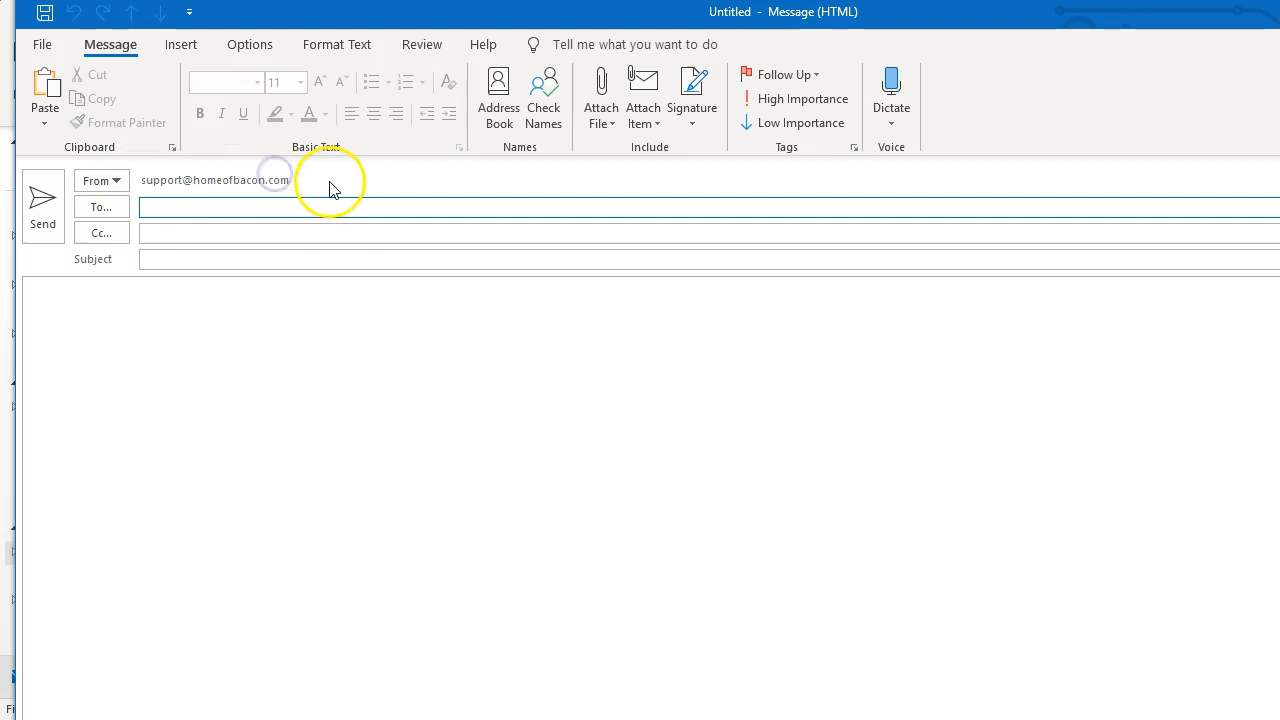 Untitled - Message (HTML)
File Message Insert Options Format Text Review Help Tell me what you want to do
Paste
Cut
Copy
Format Painter
Clipboard
11
B I U A
Basic Text
Address Book
Check Names
Names
Attach File
Attach Item
Signature
Include
Follow Up
High Importance
Low Importance
Tags
Dictate
Voice
Send
From support@homeofbacon.com
To...
Cc...
Subject